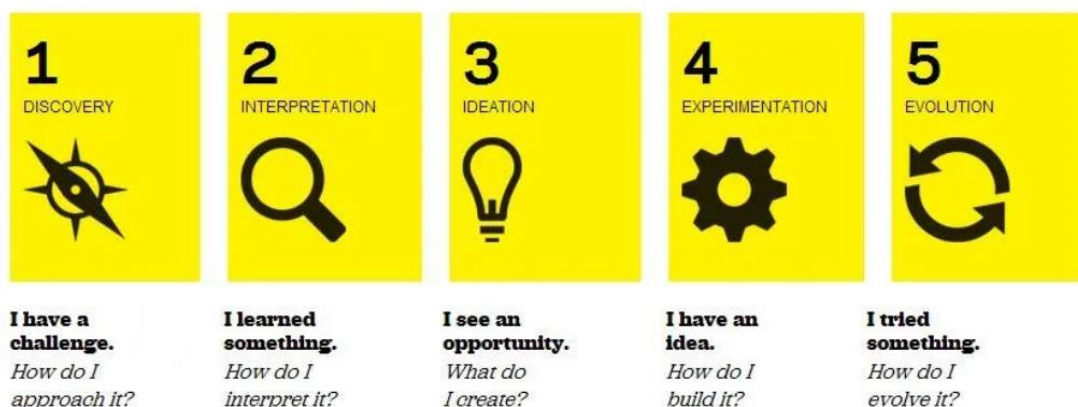 1
DISCOVERY
I have a
challenge.
How do I
approach it?
2
INTERPRETATION
I learned
something.
How do I
interpret it?
3
IDEATION
I see an
opportunity.
What do
I create?
4
EXPERIMENTATION
I have an
idea.
How do I
build it?
5
EVOLUTION
I tried
something.
How do I
evolve it?